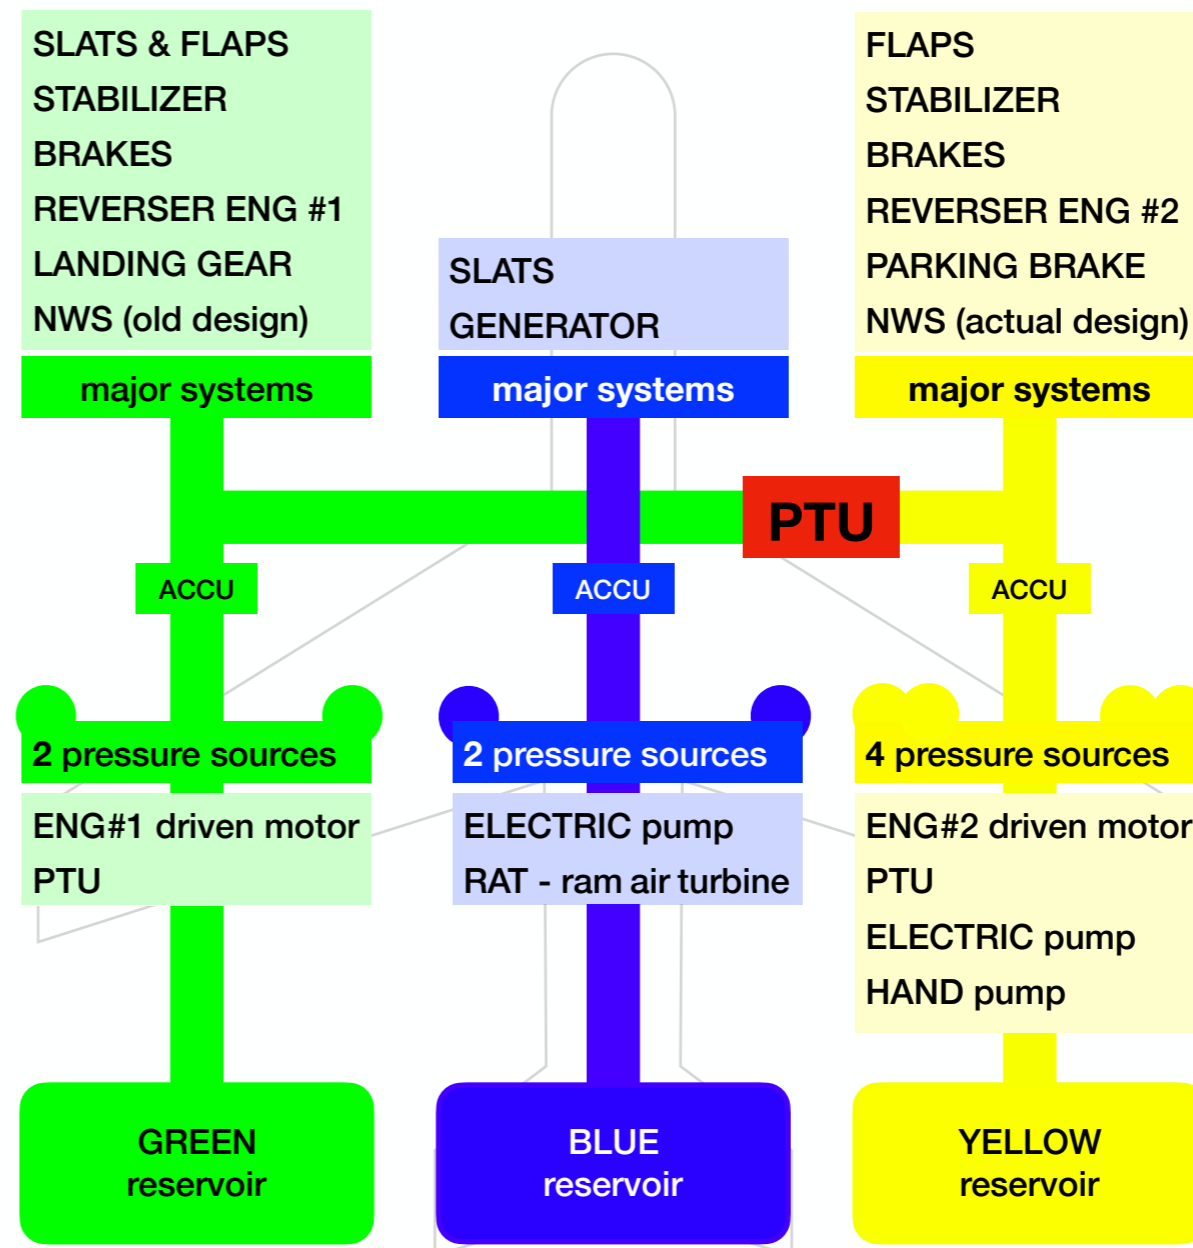 SLATS & FLAPS
STABILIZER
BRAKES
REVERSER ENG #1
LANDING GEAR
NWS (old design)
major systems
SLATS
GENERATOR
major systems
FLAPS
STABILIZER
BRAKES
REVERSER ENG #2
PARKING BRAKE
NWS (actual design)
major systems
PTU
ACCU
ACCU
ACCU
2 pressure sources
ENG#1 driven motor
PTU
2 pressure sources
ELECTRIC pump
RAT - ram air turbine
4 pressure sources
ENG#2 driven motor
PTU
ELECTRIC pump
HAND pump
GREEN
reservoir
BLUE
reservoir
YELLOW
reservoir